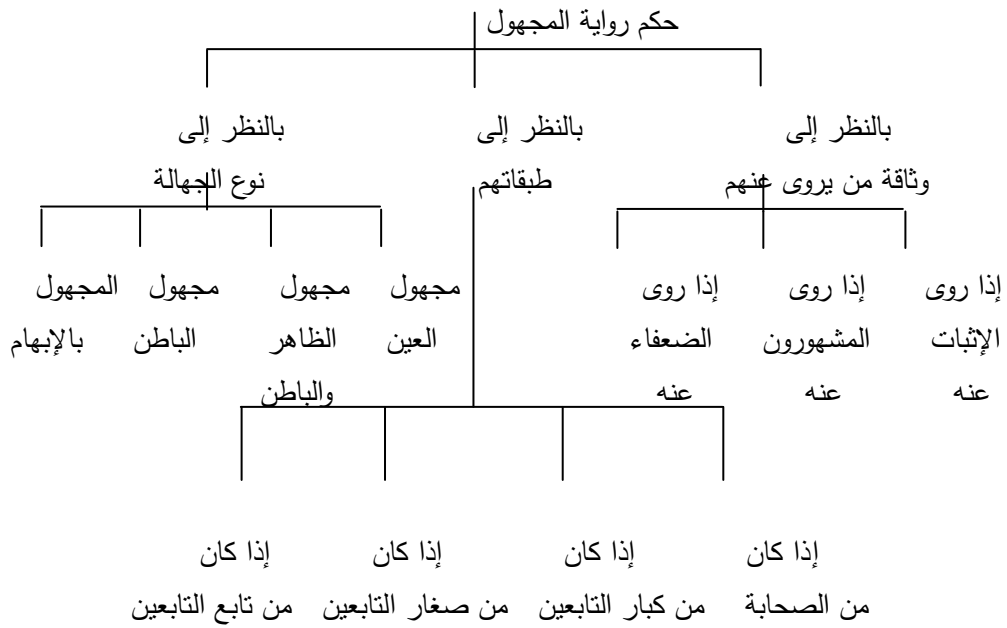 حكم رواية المجهول
بالنظر إلى
وثاقة من يروى عنهم
بالنظر إلى
طبقاتهم
بالنظر إلى
نوع الجهالة
إذا روى
الإثبات
عنه
إذا روى
المشهورون
عنه
إذا روى
الضعفاء
عنه
مجهول
العين
مجهول
الظاهر
والباطن
مجهول
الباطن
المجهول
بالإبهام
إذا كان
من الصحابة
إذا كان
من كبار التابعين
إذا كان
من صغار التابعين
إذا كان
من تابع التابعين